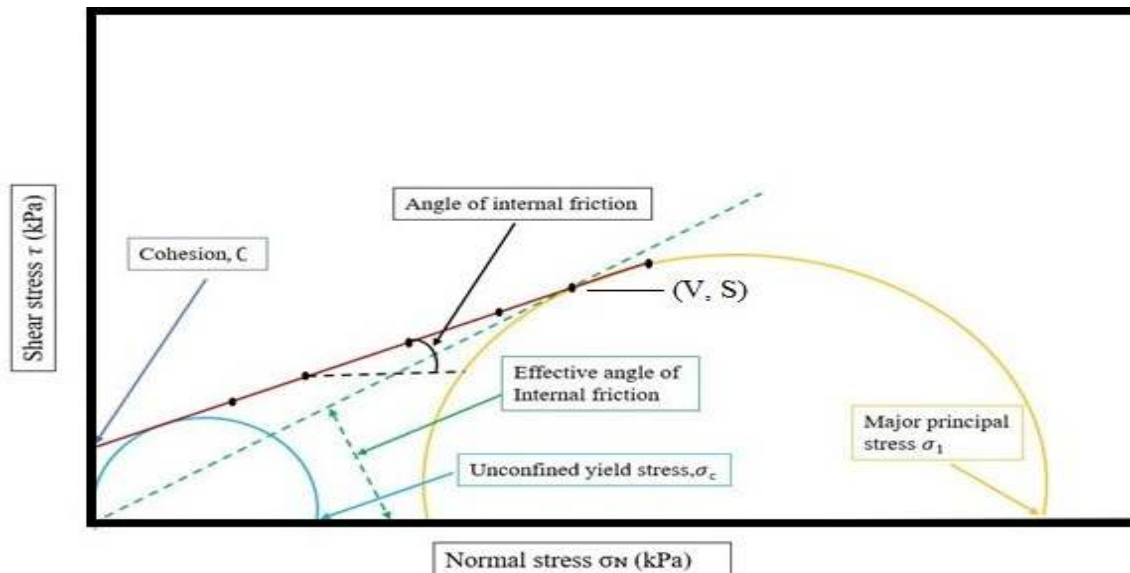 Shear stress τ (kPa)
Angle of internal friction
Cohesion, C
(V, S)
Effective angle of
Internal friction
Major principal
stress σ₁
Unconfined yield stress,σc
Normal stress σN (kPa)